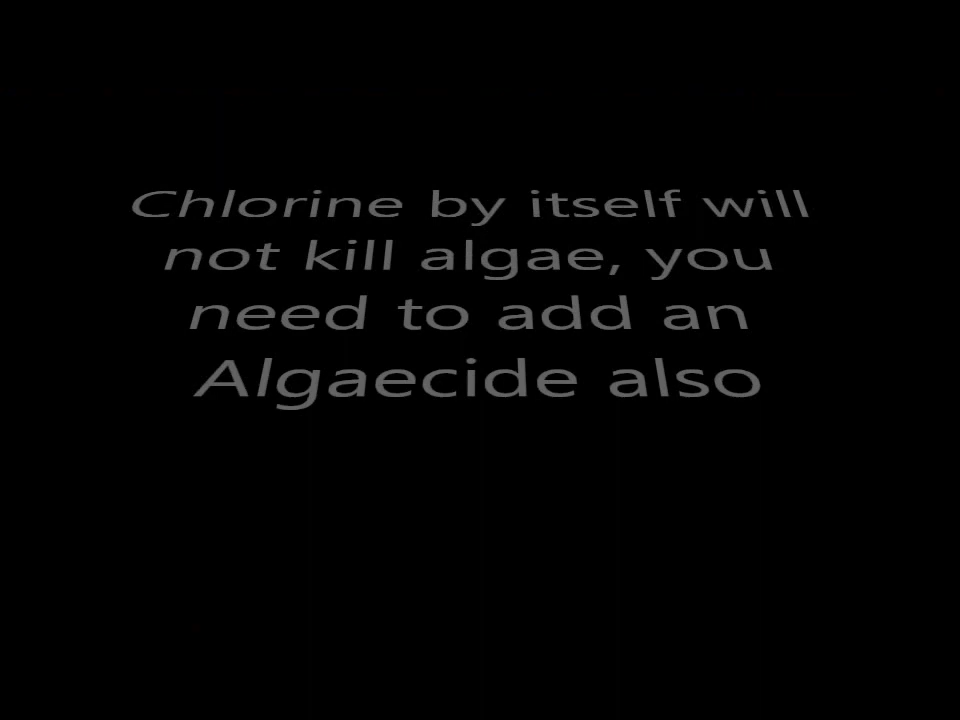 Chlorine by itself will
not kill algae, you
need to add an
Algaecide also